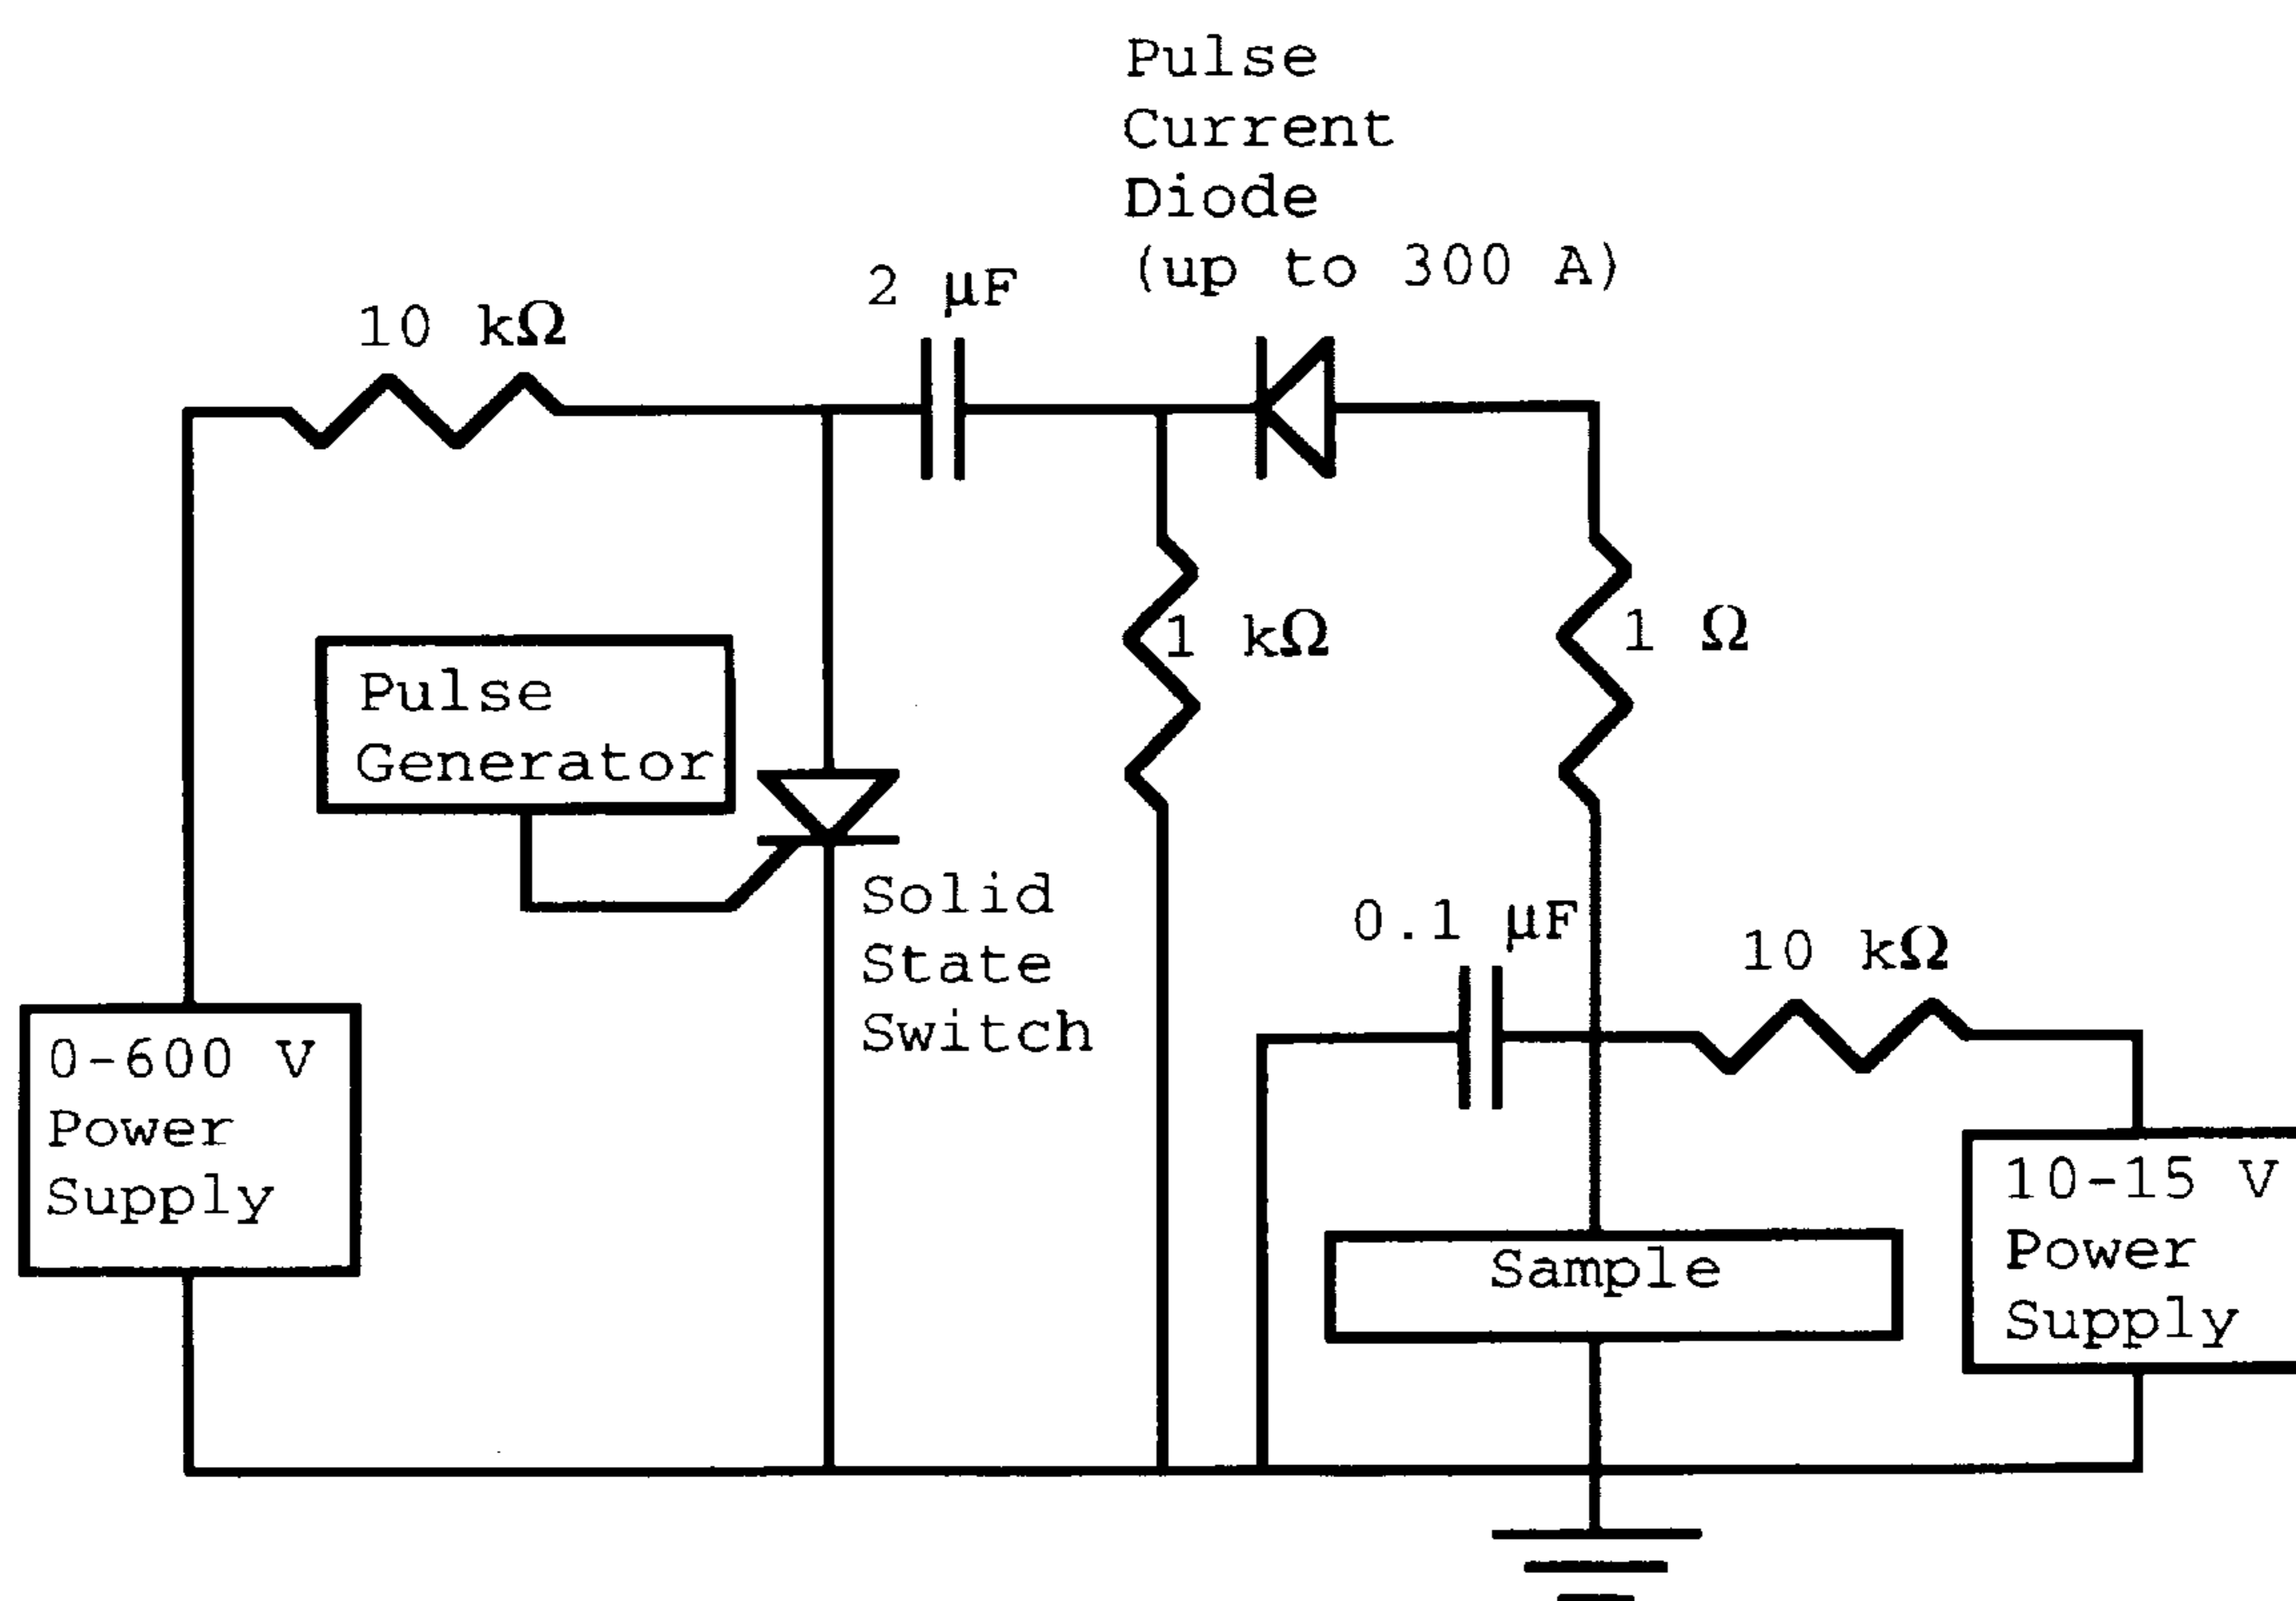 Pulse
Current
Diode
(up to 300 A)
2 µF
10 kΩ
1 kΩ
1 Ω
Pulse
Generator
Solid
State
Switch
0.1 µF
10 kΩ
0-600 V
Power
Supply
10-15 V
Power
Supply
Sample